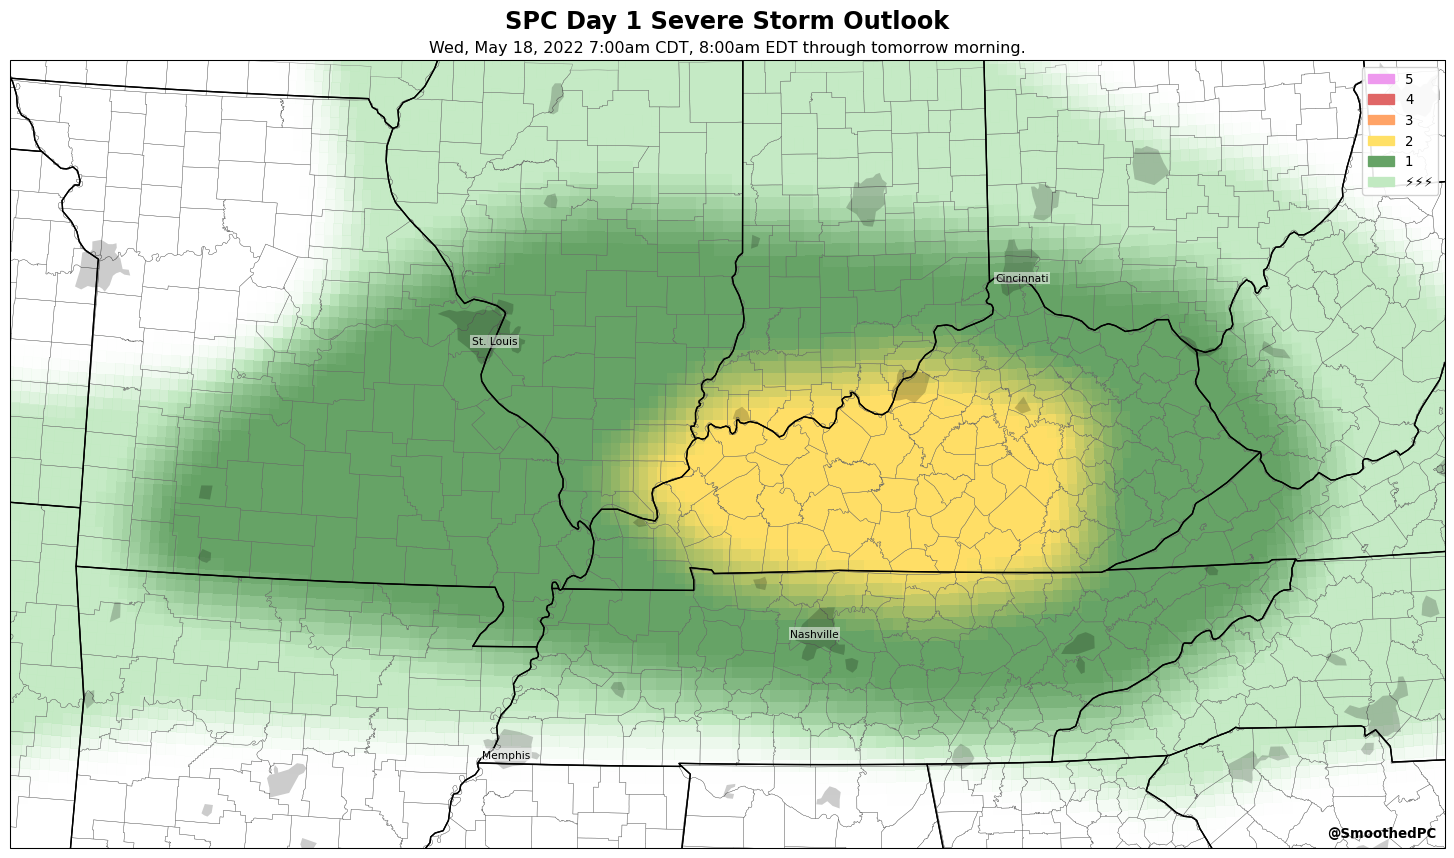 SPC Day 1 Severe Storm Outlook
Wed, May 18, 2022 7:00am CDT, 8:00am EDT through tomorrow morning.
5
4
3
2
1
⚡⚡⚡
Cincinnati
St. Louis
Nashville
Memphis
@SmoothedPC